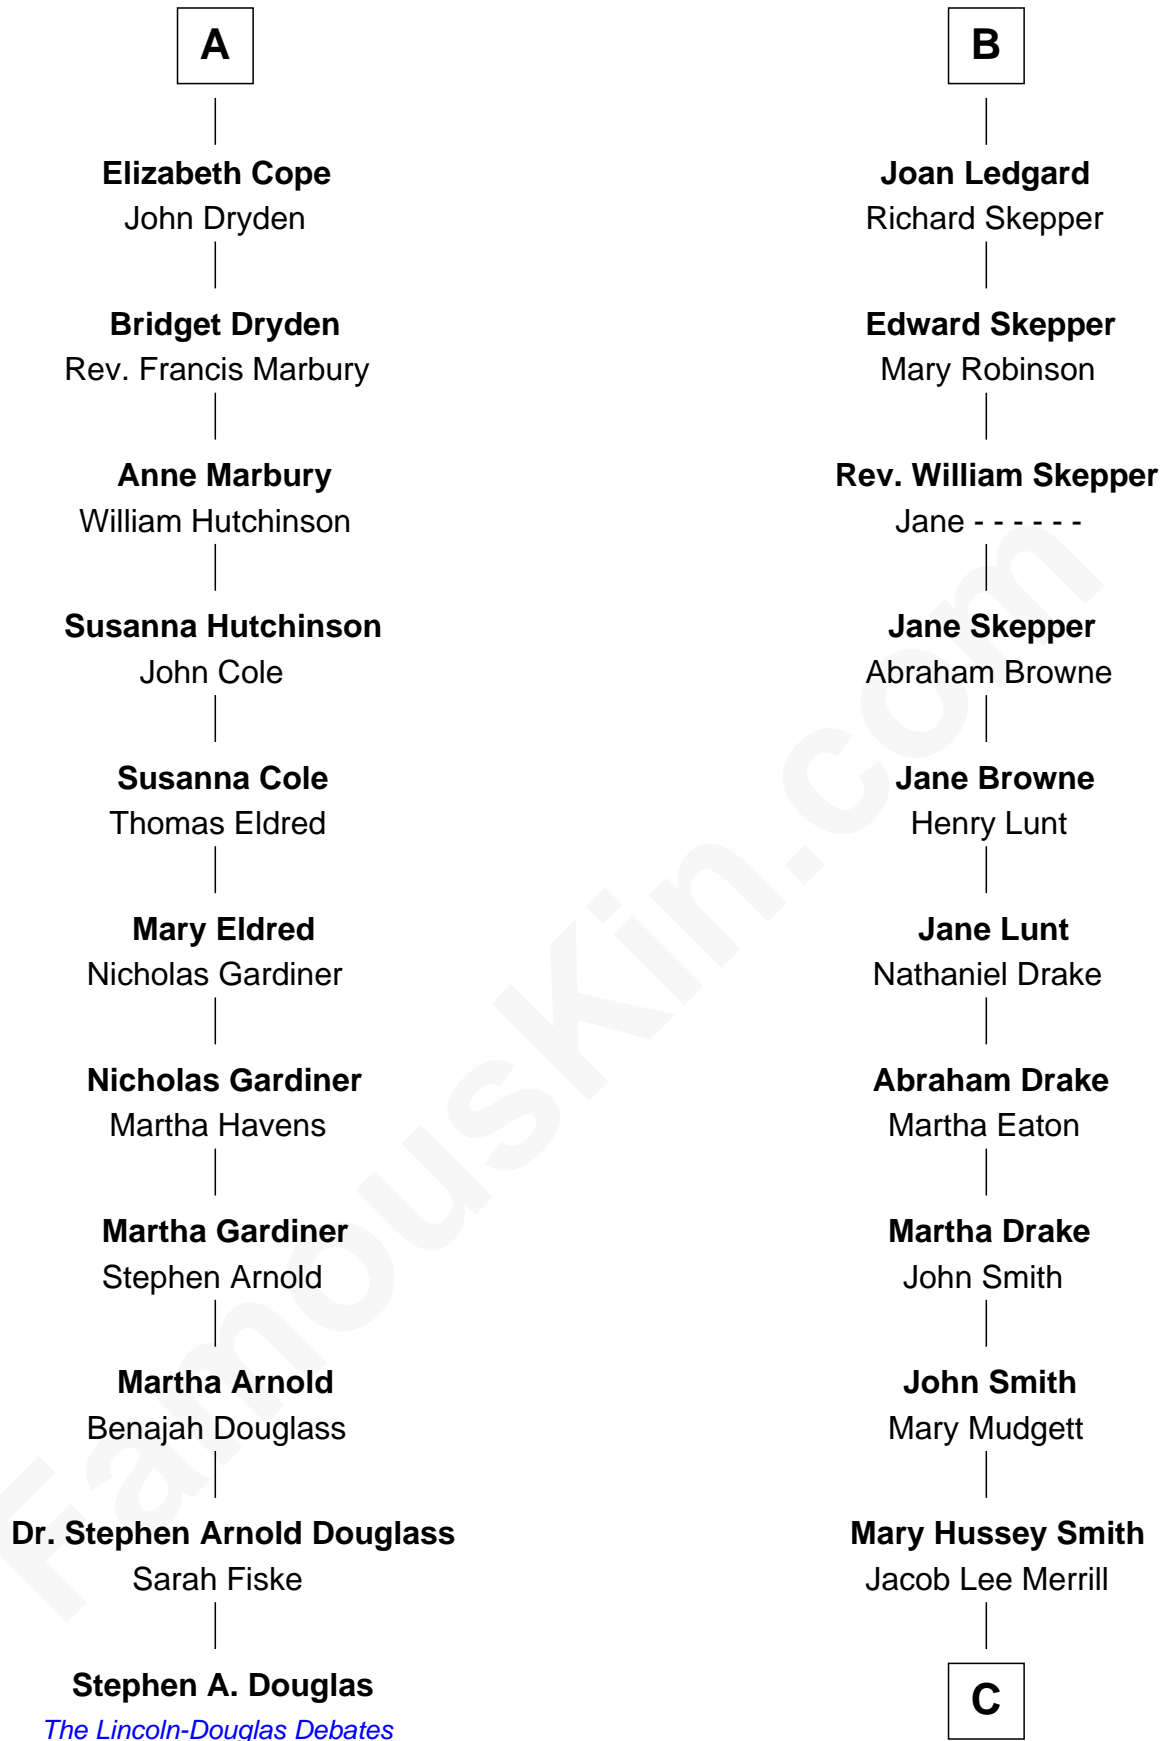 A
Elizabeth Cope
John Dryden
Bridget Dryden
Rev. Francis Marbury
Anne Marbury
William Hutchinson
Susanna Hutchinson
John Cole
Susanna Cole
Thomas Eldred
Mary Eldred
Nicholas Gardiner
Nicholas Gardiner
Martha Havens
Martha Gardiner
Stephen Arnold
Martha Arnold
Benajah Douglass
Dr. Stephen Arnold Douglass
Sarah Fiske
Stephen A. Douglas
The Lincoln-Douglas Debates
B
Joan Ledgard
Richard Skepper
Edward Skepper
Mary Robinson
Rev. William Skepper
Jane - - - - - -
Jane Skepper
Abraham Browne
Jane Browne
Henry Lunt
Jane Lunt
Nathaniel Drake
Abraham Drake
Martha Eaton
Martha Drake
John Smith
John Smith
Mary Mudgett
Mary Hussey Smith
Jacob Lee Merrill
C
FamousKin.com